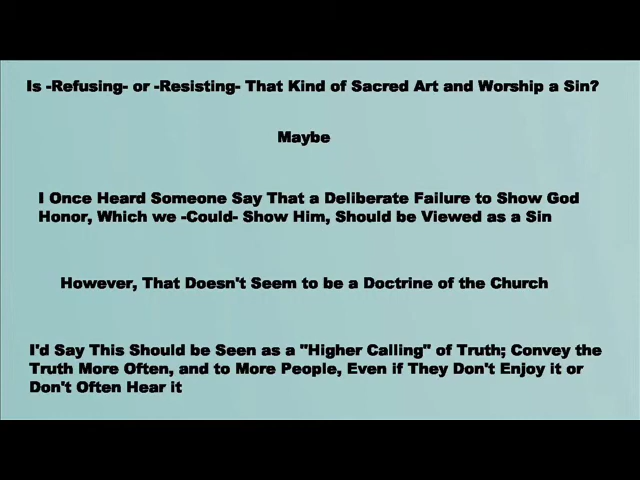 Is -Refusing- or -Resisting- That Kind of Sacred Art and Worship a Sin?
Maybe
I Once Heard Someone Say That a Deliberate Failure to Show God
Honor, Which we -Could- Show Him, Should be Viewed as a Sin
However, That Doesn't Seem to be a Doctrine of the Church
I'd Say This Should be Seen as a "Higher Calling" of Truth; Convey the
Truth More Often, and to More People, Even if They Don't Enjoy it or
Don't Often Hear it